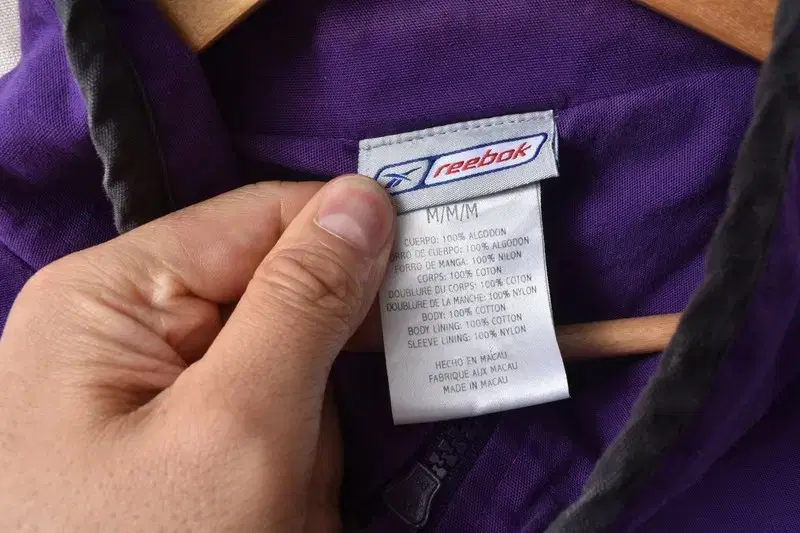 reebok
M/M/M
CUERPO: 100% ALGODON
ORRO DE CUERPO: 100% ALGODON
FORRO DE MANGA: 100% NILON
CORPS: 100% COTON
DOUBLURE DU CORPS: 100% COTON
DOUBLURE DE LA MANCHE: 100% NYLON
BODY: 100% COTTON
BODY LINING: 100% COTTON
SLEEVE LINING: 100% NYLON
HECHO EN MACAU
FABRIQUE AUX MACAU
MADE IN MACAU